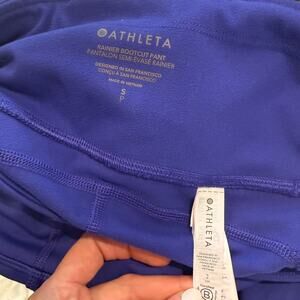 ATHLETA
RAINIER BOOTCUT PANT
PANTALON SEMI-ÉVASÉ RAINIER
DESIGNED IN SAN FRANCISCO
CONÇU À SAN FRANCISCO
MADE IN VIETNAM
S
P
ATHLETA